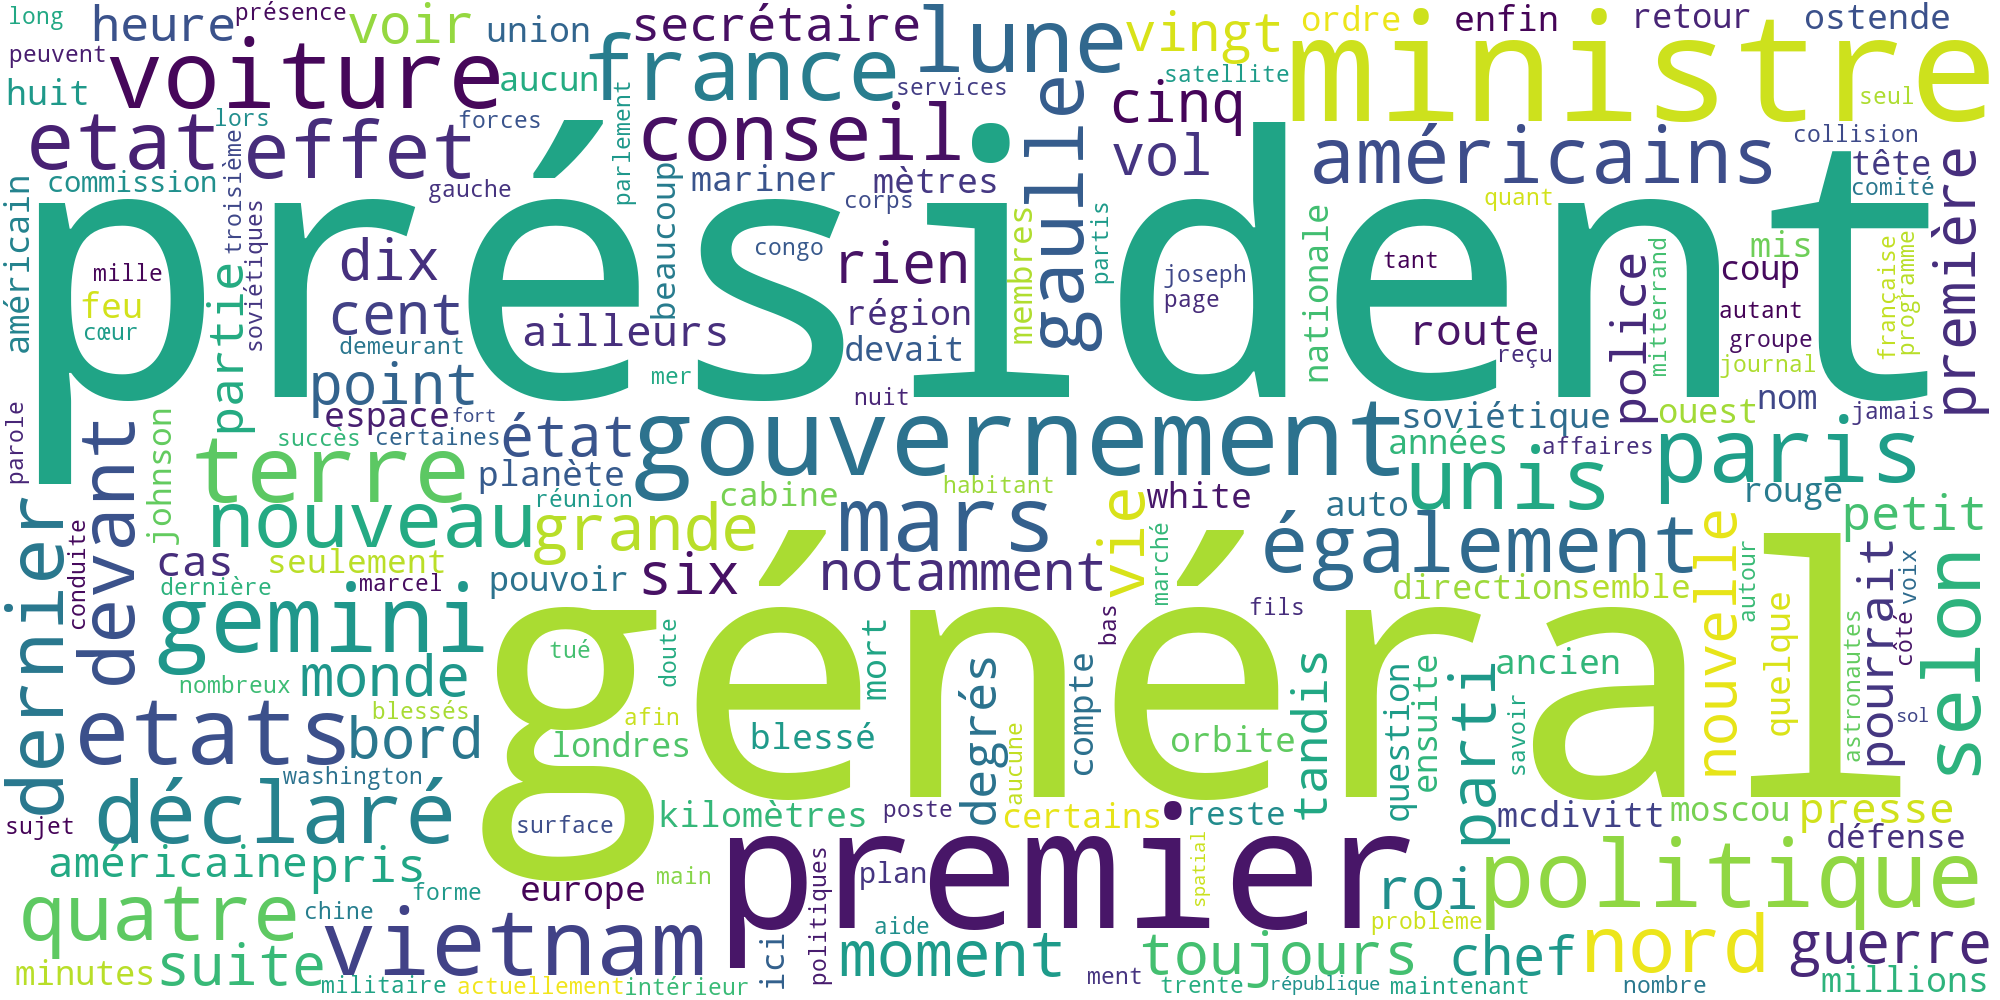 long
présence
heure
voir
union
secrétaire
lune
vingt
ordre
enfin
retour
ostende
peuvent
voiture
france
ministre
huit
aucun
services
satellite
seul
etat
lors
effet
forces
parlement
conseil
gaulle
cinq
vol
américains
collision
tête
première
américain
commission
troisième
gauche
beaucoup
mariner
mètres
corps
comité
quant
président
soviétiques
partie
mille
feu
cœur
dix
cent
demeurant
point
ailleurs
congo
rien
région
devait
membres
partis
joseph
page
nationale
tant
route
reçu
police
mitterrand
mis
coup
autant
groupe
journal
française
programme
mer
nuit
parole
devant
johnson
espace
fort
succès
certaines
état
gouvernement
soviétique
ouest
nom
jamais
années
affaires
terre
planète
unis
paris
réunion
cabine
habitant
white
auto
rouge
petit
dernier
conduite
nouveau
grande
mars
vie
marché
également
nouvelle
autour
pourrait
voix
cas
seulement
dernière
marcel
pouvoir
six
notamment
direction
semble
quelque
côté
selon
gemini
général
bas
fils
tué
doute
mort
degrés
compte
tandis
question
ensuite
parti
ancien
savoir
astronautes
sol
monde
nombreux
blessés
afin
etats
bord
londres
blessé
aucune
orbite
washington
déclaré
sujet
surface
kilomètres
poste
certains
reste
mcdivitt
moscou
presse
défense
américaine
pris
forme
europe
main
politiques
premier
plan
spatial
roi
politique
quatre
chine
vietnam
aide
problème
nord
guerre
minutes
suite
militaire
actuellement
intérieur
ici
moment
ment
toujours
trente
république
chef
maintenant
nombre
millions